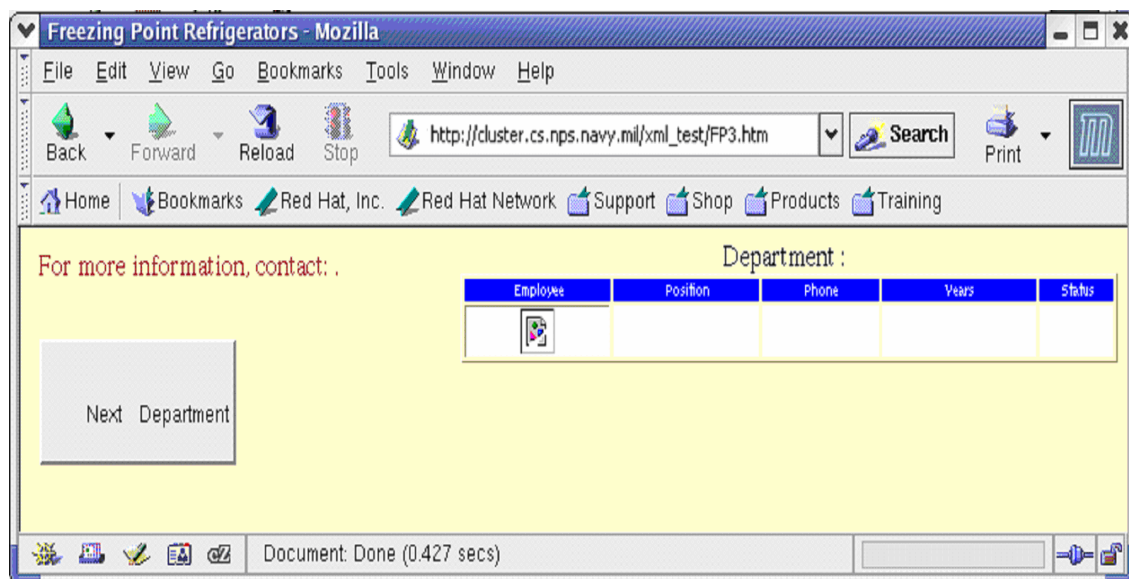 Freezing Point Refrigerators - Mozilla
File Edit View Go Bookmarks Tools Window Help
Back Forward Reload Stop http://cluster.cs.nps.navy.mil/xml_test/FP3.htm Search Print
Home Bookmarks Red Hat, Inc. Red Hat Network Support Shop Products Training
For more information, contact: .
Department :
Employee Position Phone Years Status
Next Department
Document: Done (0.427 secs)